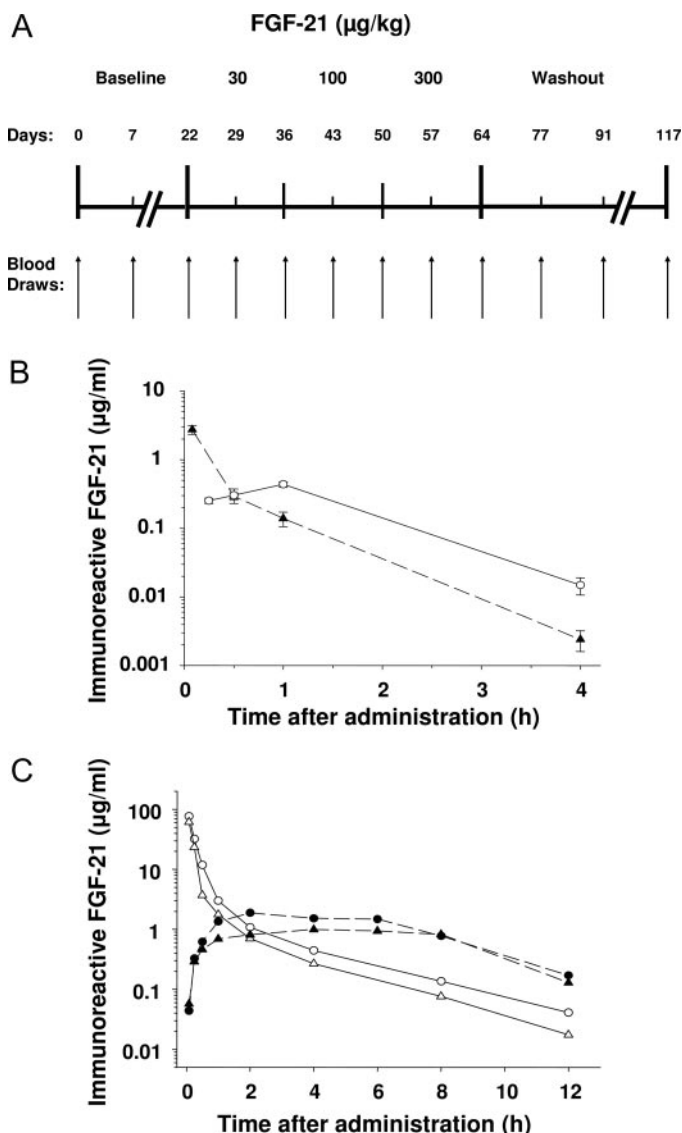 A
FGF-21 (µg/kg)
Baseline 30 100 300 Washout
Days: 0 7 22 29 36 43 50 57 64 77 91 117
Blood
Draws:
B
Immunoreactive FGF-21 (µg/ml)
10
1
0.1
0.01
0.001
0 1 2 3 4
Time after administration (h)
C
Immunoreactive FGF-21 (µg/ml)
100
10
1
0.1
0.01
0 2 4 6 8 10 12
Time after administration (h)